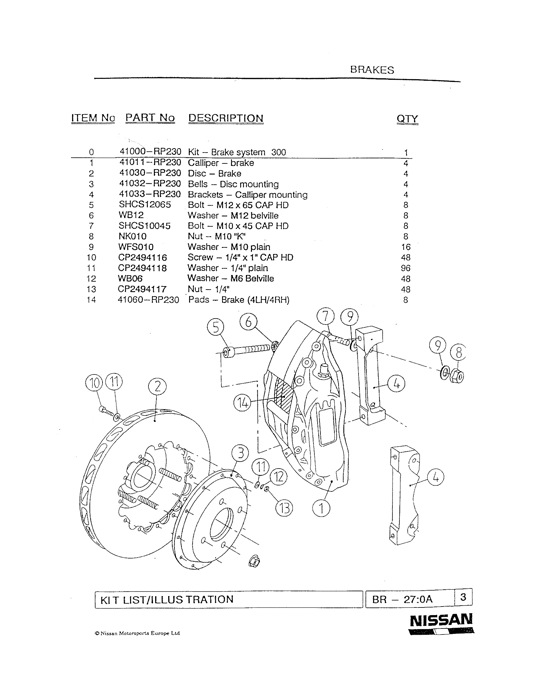 BRAKES
ITEM No PART No DESCRIPTION QTY
0 41000-RP230 Kit - Brake system 300 1
1 41011-RP230 Calliper - brake 4
2 41030-RP230 Disc - Brake 4
3 41032-RP230 Bells - Disc mounting 4
4 41033-RP230 Brackets - Calliper mounting 4
5 SHCS12065 Bolt - M12 x 65 CAP HD 8
6 WB12 Washer - M12 belville 8
7 SHCS10045 Bolt - M10 x 45 CAP HD 8
8 NK010 Nut - M10 "K" 8
9 WFS010 Washer - M10 plain 16
10 CP2494116 Screw - 1/4" x 1" CAP HD 48
11 CP2494118 Washer - 1/4" plain 96
12 WB06 Washer - M6 Belville 48
13 CP2494117 Nut - 1/4" 48
14 41060-RP230 Pads - Brake (4LH/4RH) 8
5 6 7 9
9 8
10 11 2 14 4
3 11 12 13 1 4
KIT LIST/ILLUSTRATION BR - 27:0A 3
NISSAN
© Nissan Motorsports Europe Ltd